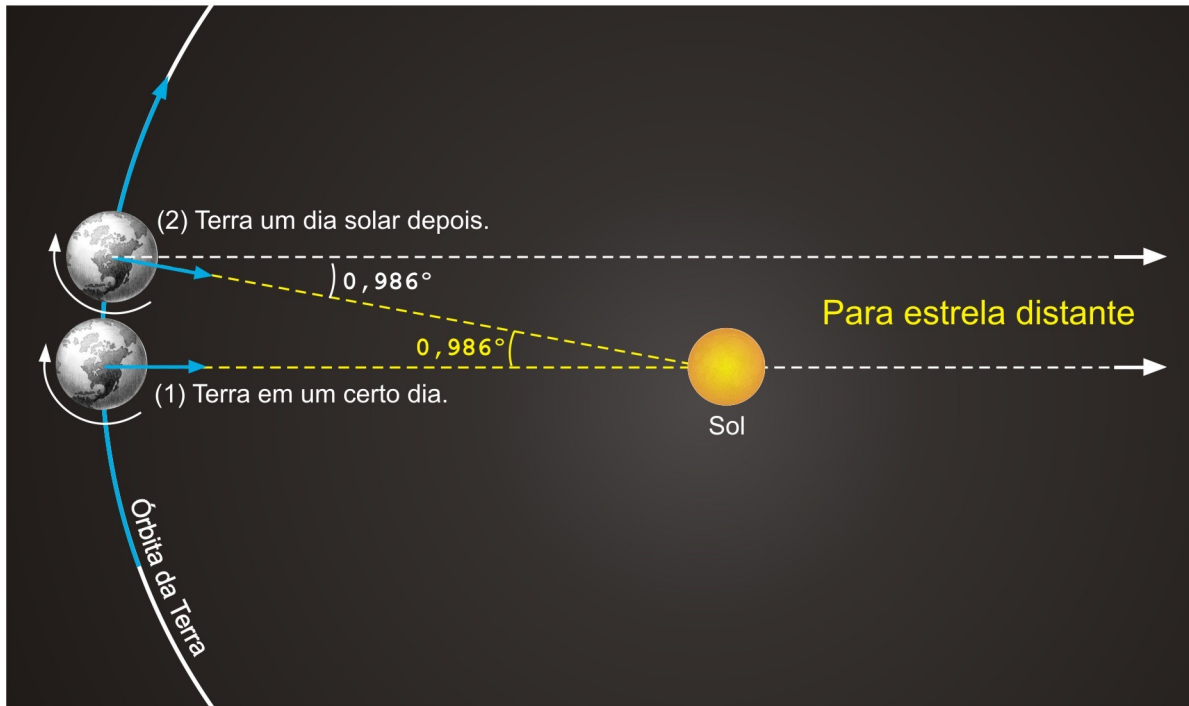 (2) Terra um dia solar depois.
0,986°
Para estrela distante
0,986°
(1) Terra em um certo dia.
Sol
Órbita da Terra